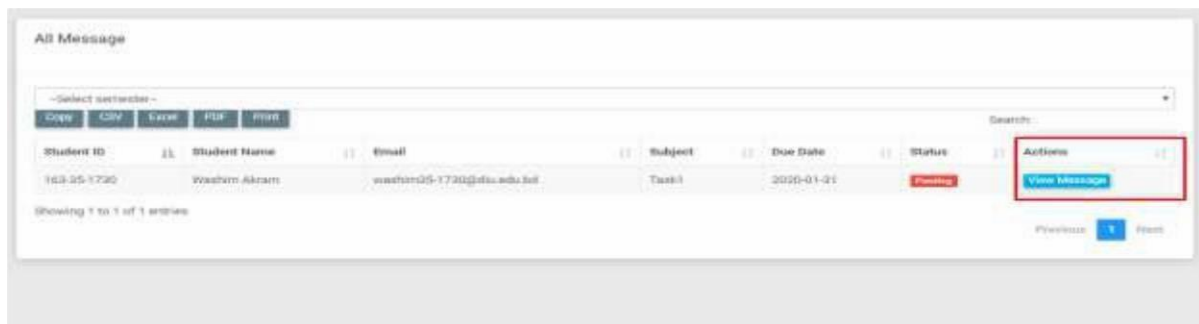 All Message
--Select semester--
Copy CSV Excel PDF Print
Search:
Student ID Student Name Email Subject Due Date Status Actions
163-35-1730 Washim Akram washim35-1730@diu.edu.bd Task1 2020-01-31 Pending View Message
Showing 1 to 1 of 1 entries
Previous 1 Next